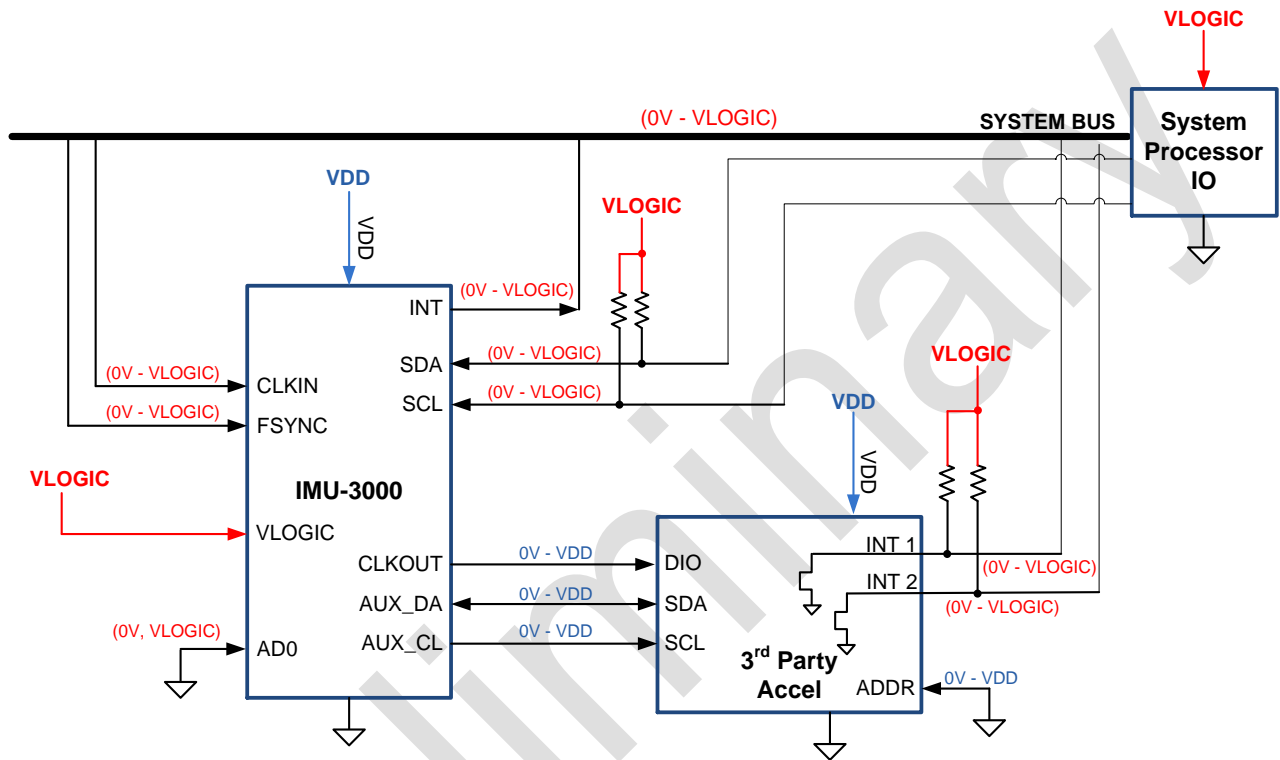 VLOGIC
(0V - VLOGIC)
SYSTEM BUS
System
Processor
IO
VDD
VDD
VLOGIC
INT
(0V - VLOGIC)
SDA
(0V - VLOGIC)
SCL
(0V - VLOGIC)
(0V - VLOGIC)
CLKIN
(0V - VLOGIC)
FSYNC
IMU-3000
VLOGIC
VLOGIC
VLOGIC
VDD
VDD
CLKOUT
0V - VDD
DIO
AUX_DA
0V - VDD
SDA
AUX_CL
0V - VDD
SCL
INT 1
(0V - VLOGIC)
INT 2
(0V - VLOGIC)
(0V, VLOGIC)
AD0
3rd Party
Accel
ADDR
0V - VDD
liminary